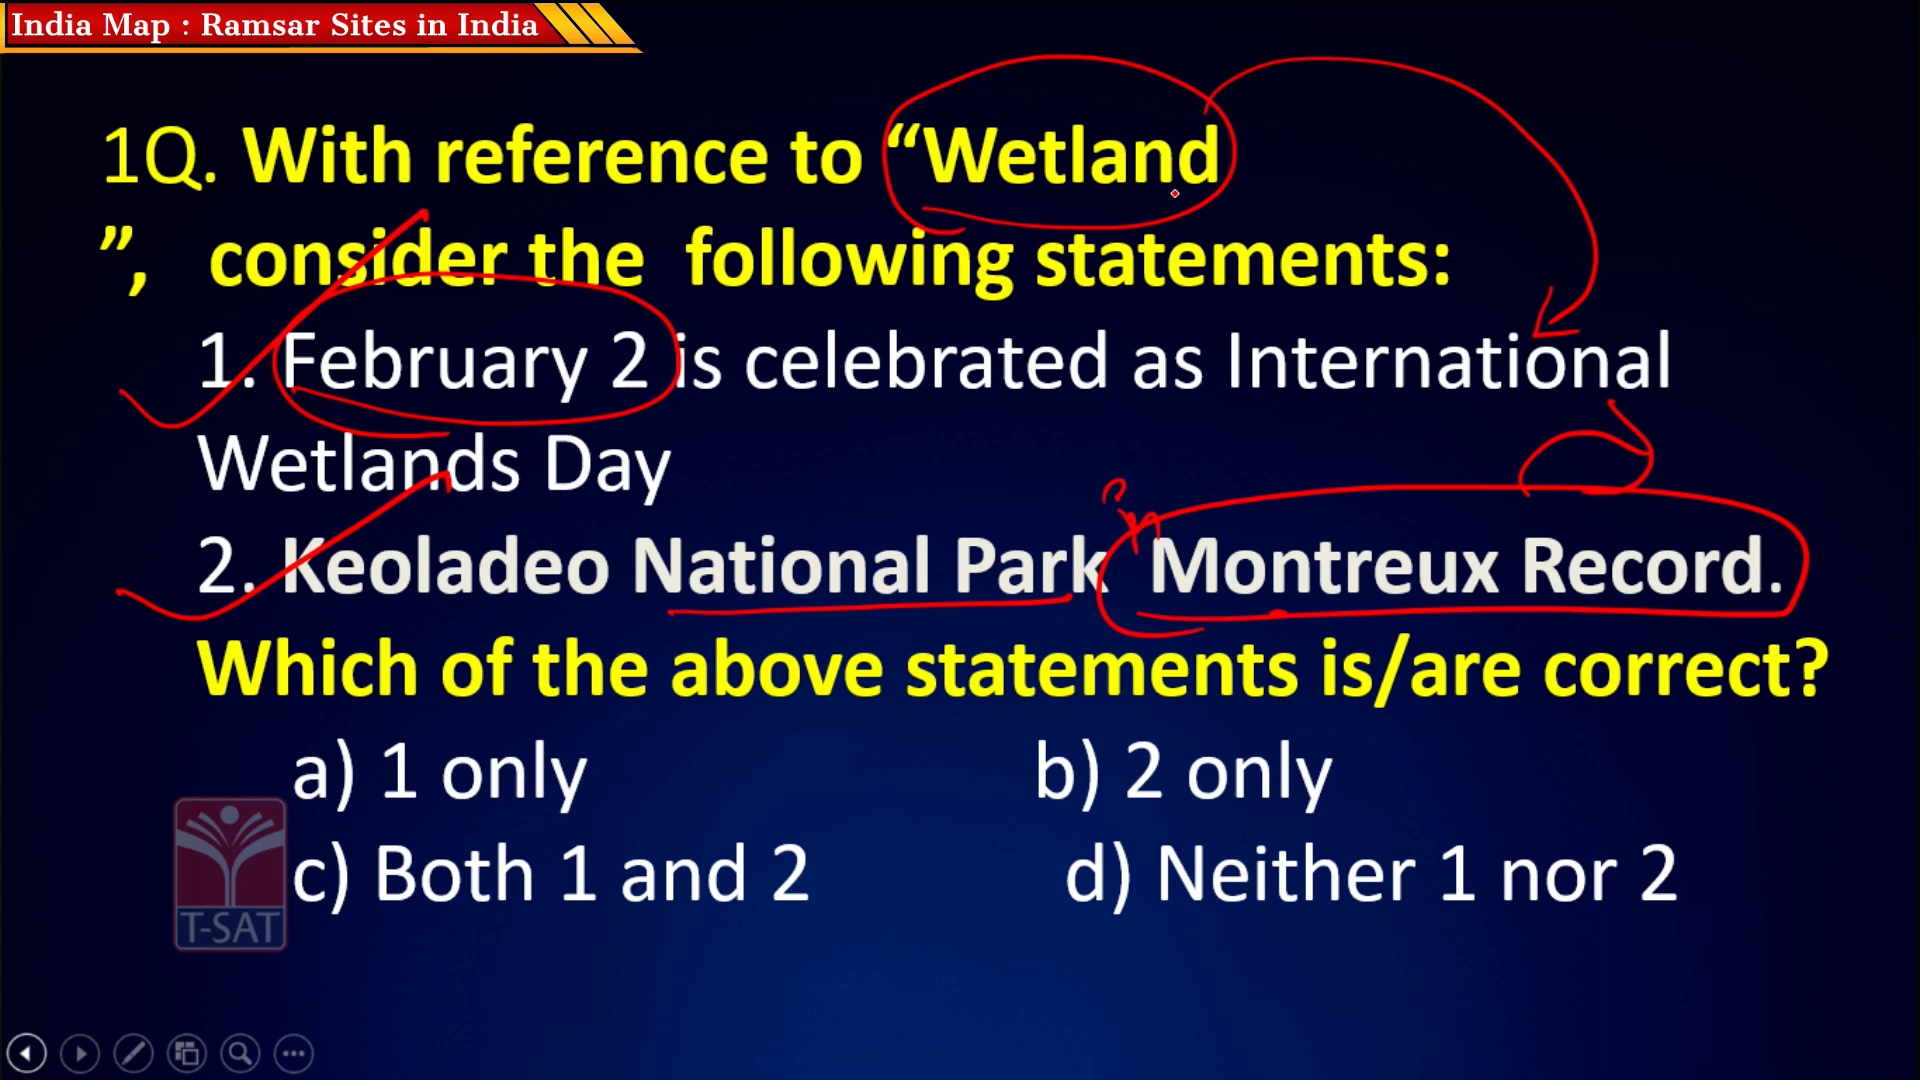 India Map : Ramsar Sites in India
1Q. With reference to “Wetland
”, consider the following statements:
1. February 2 is celebrated as International
Wetlands Day
in
2. Keoladeo National Park Montreux Record.
Which of the above statements is/are correct?
a) 1 only b) 2 only
c) Both 1 and 2 d) Neither 1 nor 2
T-SAT